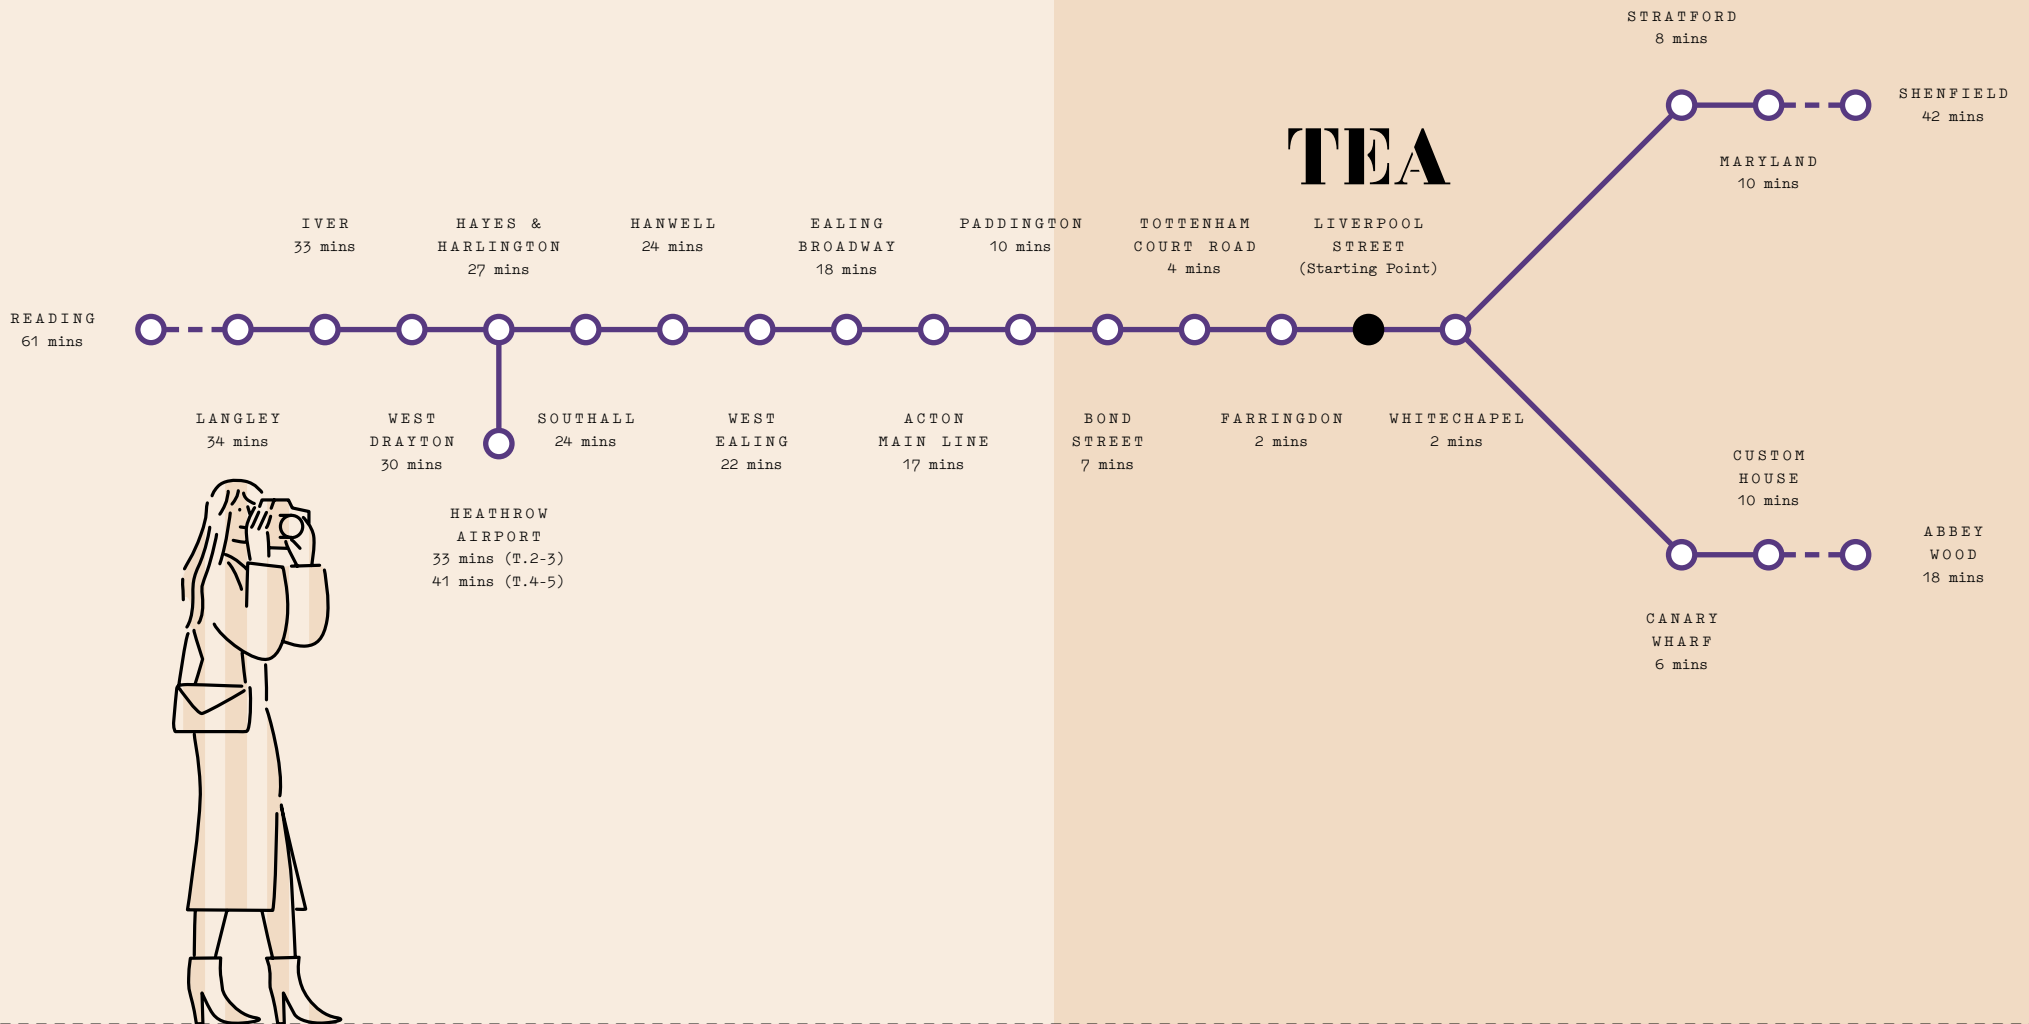 STRATFORD
8 mins
SHENFIELD
42 mins
TEA
MARYLAND
10 mins
IVER
33 mins
HAYES &
HARLINGTON
27 mins
HANWELL
24 mins
EALING
BROADWAY
18 mins
PADDINGTON
10 mins
TOTTENHAM
COURT ROAD
4 mins
LIVERPOOL
STREET
(Starting Point)
READING
61 mins
LANGLEY
34 mins
WEST
DRAYTON
30 mins
SOUTHALL
24 mins
WEST
EALING
22 mins
ACTON
MAIN LINE
17 mins
BOND
STREET
7 mins
FARRINGDON
2 mins
WHITECHAPEL
2 mins
CUSTOM
HOUSE
10 mins
HEATHROW
AIRPORT
33 mins (T.2-3)
41 mins (T.4-5)
ABBEY
WOOD
18 mins
CANARY
WHARF
6 mins